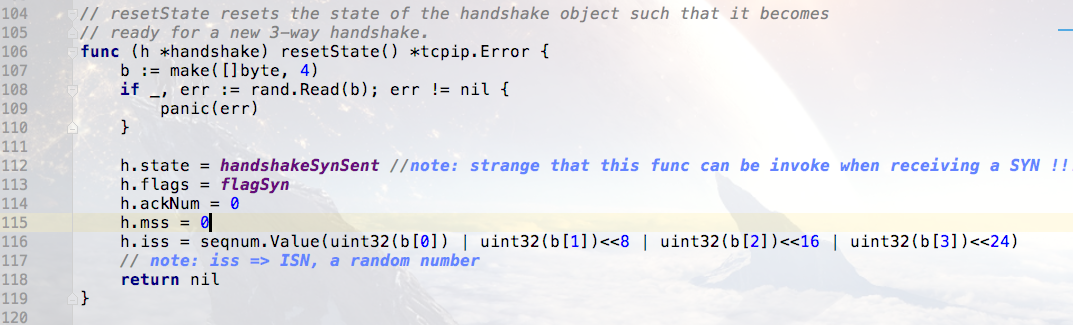 104 // resetState resets the state of the handshake object such that it becomes
105 // ready for a new 3-way handshake.
106 func (h *handshake) resetState() *tcpip.Error {
107     b := make([]byte, 4)
108     if _, err := rand.Read(b); err != nil {
109         panic(err)
110     }
111
112     h.state = handshakeSynSent //note: strange that this func can be invoke when receiving a SYN !!!
113     h.flags = flagSyn
114     h.ackNum = 0
115     h.mss = 0
116     h.iss = seqnum.Value(uint32(b[0]) | uint32(b[1])<<8 | uint32(b[2])<<16 | uint32(b[3])<<24)
117     // note: iss => ISN, a random number
118     return nil
119 }
120